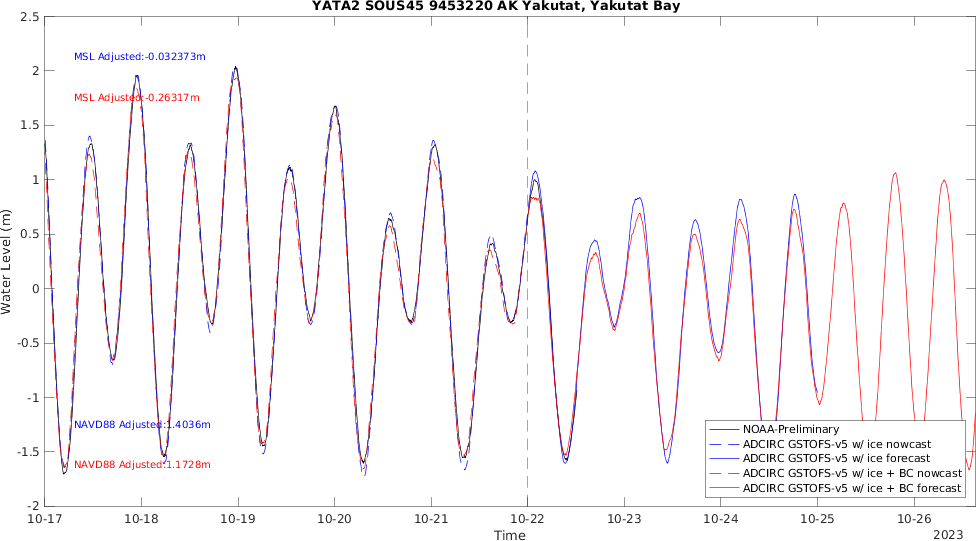 YATA2 SOUS45 9453220 AK Yakutat, Yakutat Bay
2.5
2
1.5
1
0.5
0
-0.5
-1
-1.5
-2
Water Level (m)
MSL Adjusted:-0.032373m
MSL Adjusted:-0.26317m
NAVD88 Adjusted:1.4036m
NAVD88 Adjusted:1.1728m
NOAA-Preliminary
ADCIRC GSTOFS-v5 w/ ice nowcast
ADCIRC GSTOFS-v5 w/ ice forecast
ADCIRC GSTOFS-v5 w/ ice + BC nowcast
ADCIRC GSTOFS-v5 w/ ice + BC forecast
10-17 10-18 10-19 10-20 10-21 10-22 10-23 10-24 10-25 10-26
Time
2023